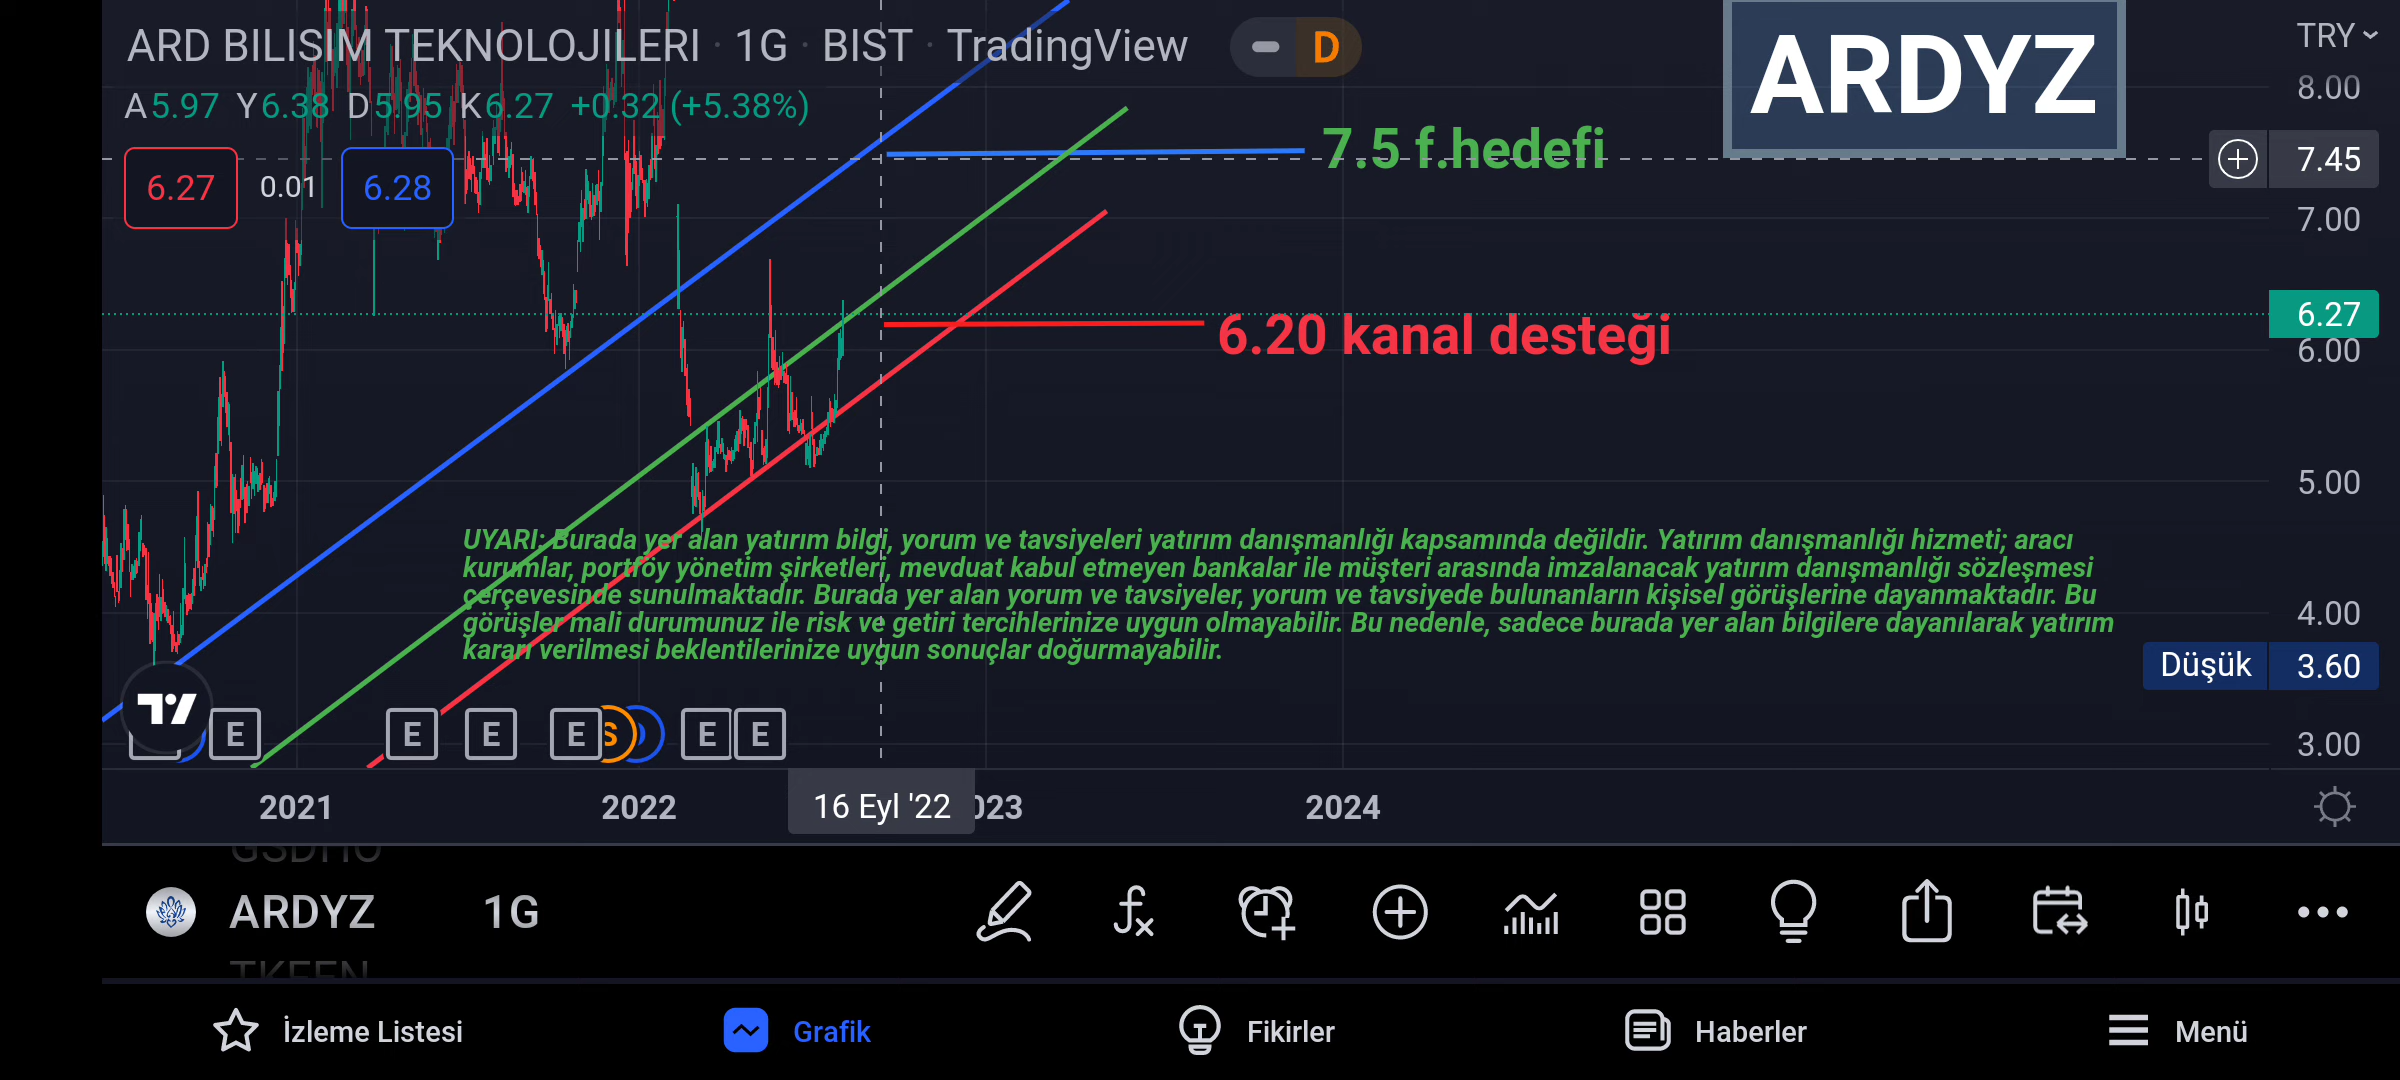 ARD BILISIM TEKNOLOJILERI · 1G · BIST · TradingView
D
ARDYZ
TRY
A5.97 Y6.38 D5.95 K6.27 +0.32 (+5.38%)
8.00
7.5 f.hedefi
7.45
6.27 0.01 6.28
7.00
6.27
6.20 kanal desteği
6.00
5.00
UYARI: Burada yer alan yatırım bilgi, yorum ve tavsiyeleri yatırım danışmanlığı kapsamında değildir. Yatırım danışmanlığı hizmeti; aracı
kurumlar, portföy yönetim şirketleri, mevduat kabul etmeyen bankalar ile müşteri arasında imzalanacak yatırım danışmanlığı sözleşmesi
çerçevesinde sunulmaktadır. Burada yer alan yorum ve tavsiyeler, yorum ve tavsiyede bulunanların kişisel görüşlerine dayanmaktadır. Bu
görüşler mali durumunuz ile risk ve getiri tercihlerinize uygun olmayabilir. Bu nedenle, sadece burada yer alan bilgilere dayanılarak yatırım
kararı verilmesi beklentilerinize uygun sonuçlar doğurmayabilir.
4.00
Düşük 3.60
E E E E S E E
3.00
2021 2022 16 Eyl '22 023 2024
ARDYZ 1G
İzleme Listesi Grafik Fikirler Haberler Menü